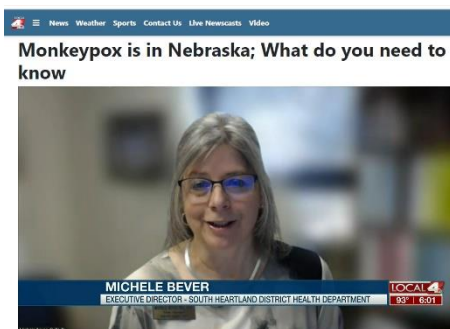 4 News Weather Sports Contact Us Live Newscasts Video
Monkeypox is in Nebraska; What do you need to
know
MICHELE BEVER
EXECUTIVE DIRECTOR - SOUTH HEARTLAND DISTRICT HEALTH DEPARTMENT
LOCAL 4
93° 6:01